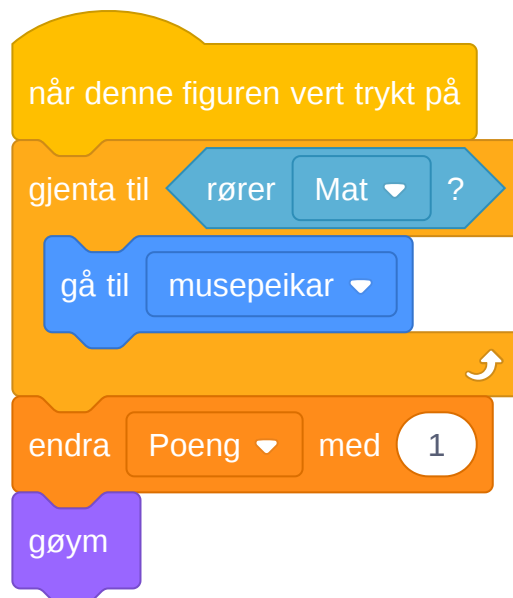 når denne figuren vert trykt på
gjenta til rører Mat ?
gå til musepeikar
endra Poeng med 1
gøym